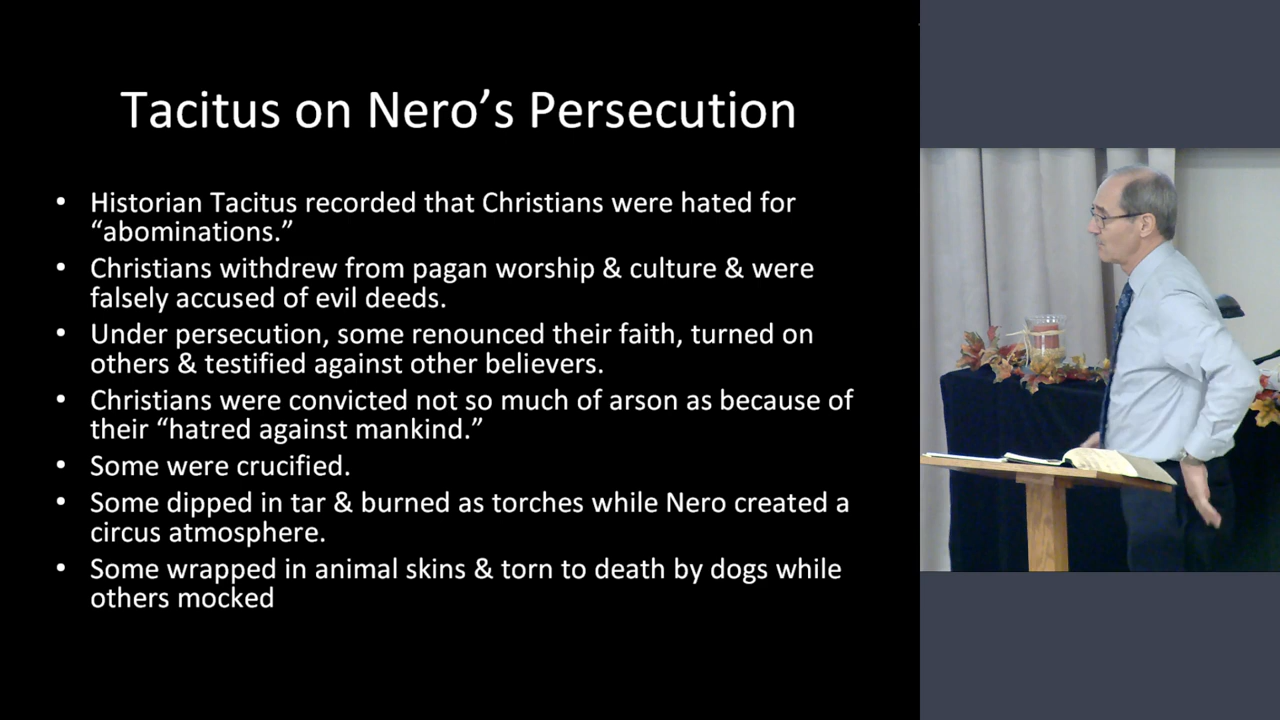 Tacitus on Nero’s Persecution
• Historian Tacitus recorded that Christians were hated for
“abominations.”
• Christians withdrew from pagan worship & culture & were
falsely accused of evil deeds.
• Under persecution, some renounced their faith, turned on
others & testified against other believers.
• Christians were convicted not so much of arson as because of
their “hatred against mankind.”
• Some were crucified.
• Some dipped in tar & burned as torches while Nero created a
circus atmosphere.
• Some wrapped in animal skins & torn to death by dogs while
others mocked